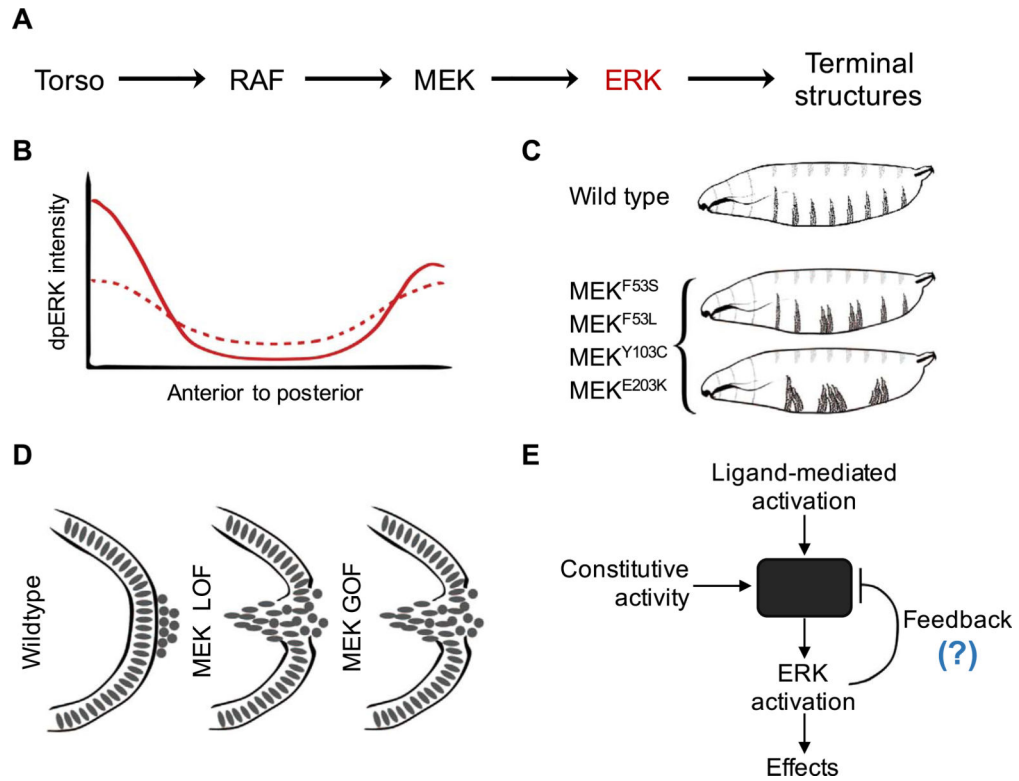 A
Torso
RAF
MEK
ERK
Terminal
structures
B
dpERK intensity
Anterior to posterior
C
Wild type
MEKF53S
MEKF53L
MEKY103C
MEKE203K
D
Wildtype
MEK LOF
MEK GOF
E
Ligand-mediated
activation
Constitutive
activity
Feedback
(?)
ERK
activation
Effects